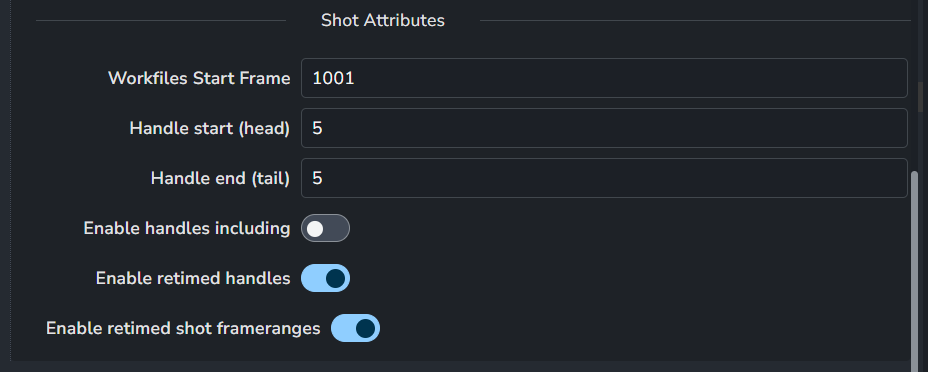 Shot Attributes
Workfiles Start Frame 1001
Handle start (head) 5
Handle end (tail) 5
Enable handles including
Enable retimed handles
Enable retimed shot frameranges